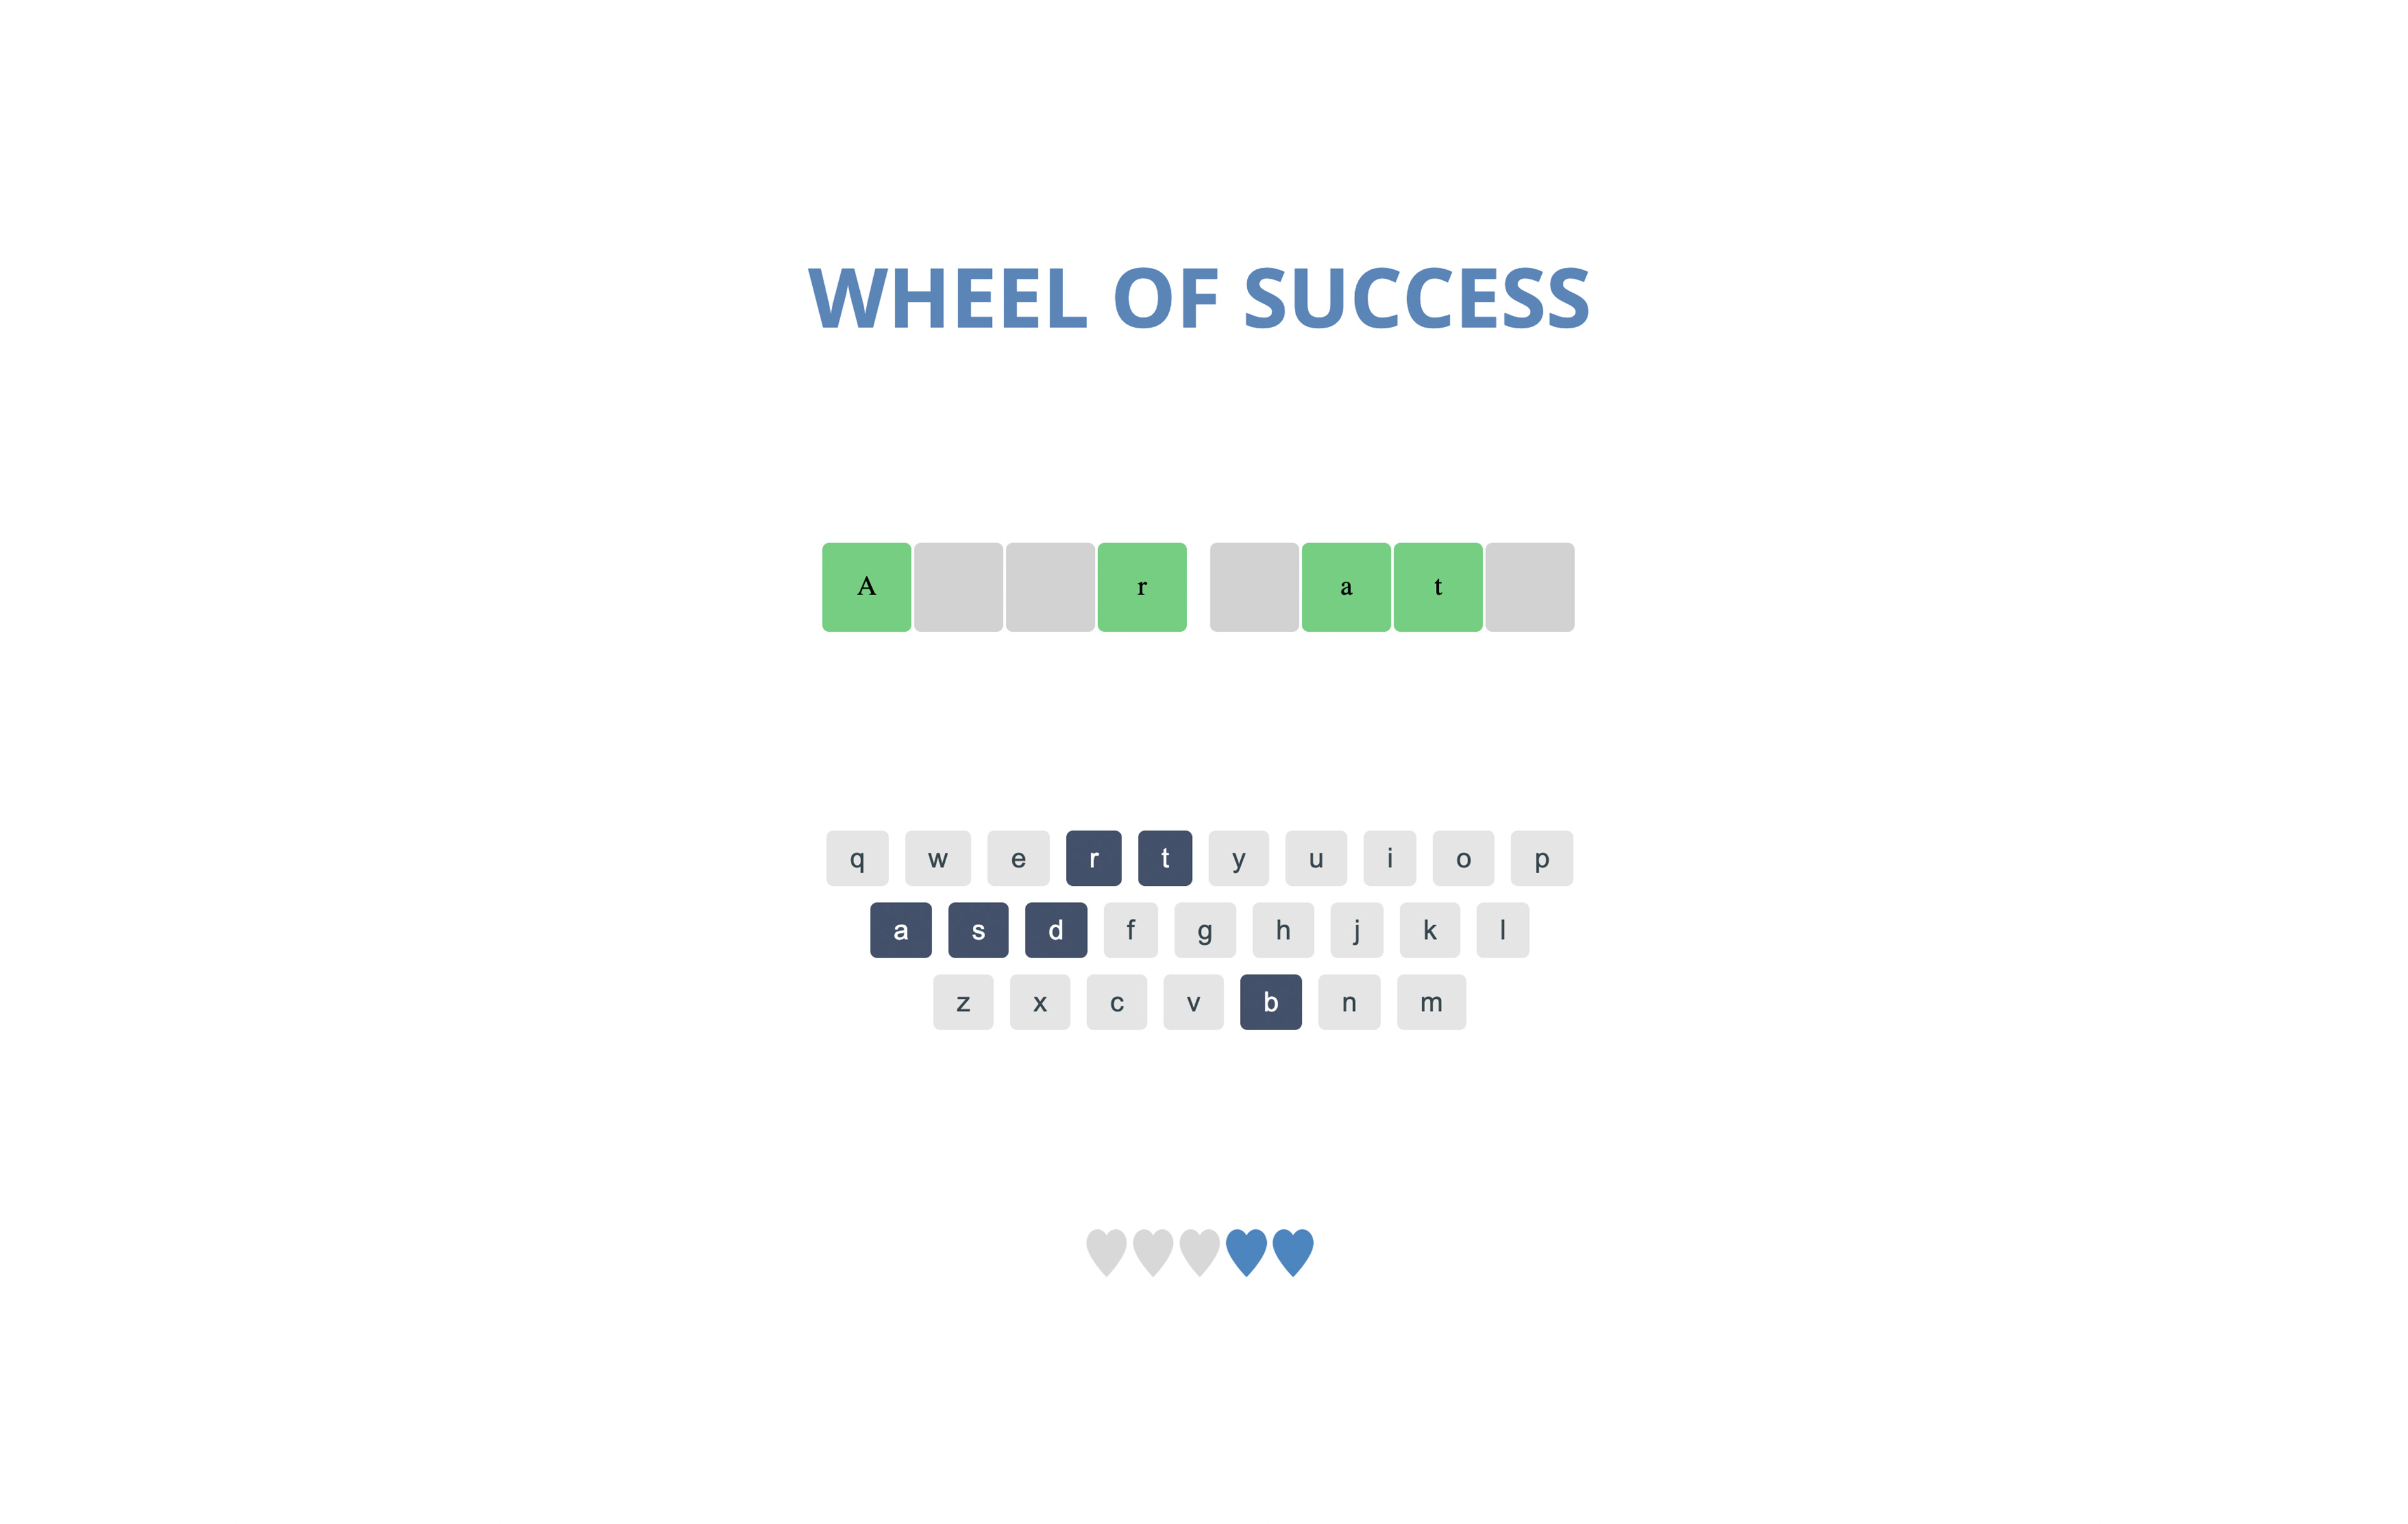 WHEEL OF SUCCESS
A r a t
q w e r t y u i o p
a s d f g h j k l
z x c v b n m